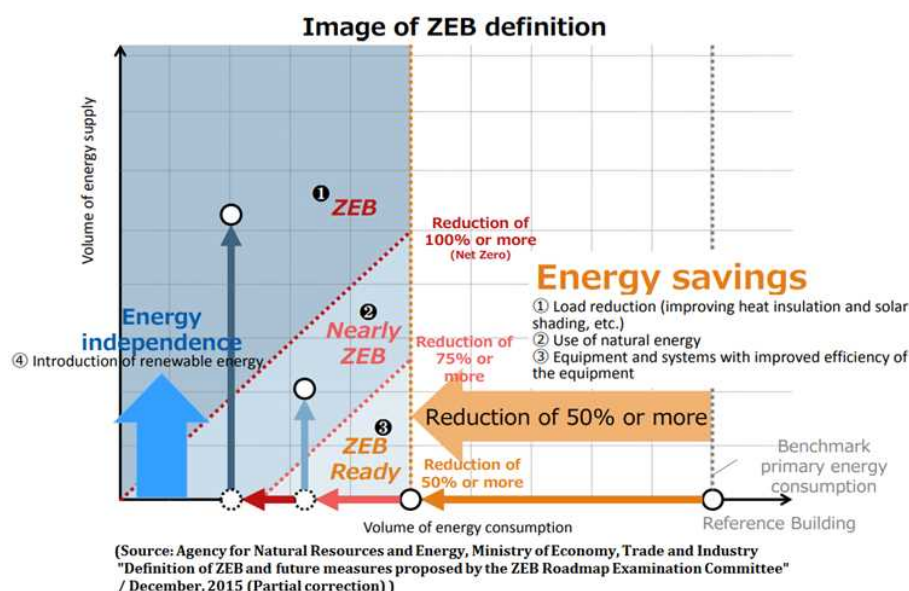 Image of ZEB definition
Volume of energy supply
❶ ZEB
Reduction of
100% or more
(Net Zero)
Energy savings
① Load reduction (improving heat insulation and solar
shading, etc.)
② Use of natural energy
③ Equipment and systems with improved efficiency of
the equipment
Energy
independence
④ Introduction of renewable energy
❷
Nearly
ZEB
Reduction of
75% or
more
Reduction of 50% or more
❸
ZEB
Ready
Reduction of
50% or more
Benchmark
primary energy
consumption
Volume of energy consumption
Reference Building
(Source: Agency for Natural Resources and Energy, Ministry of Economy, Trade and Industry
"Definition of ZEB and future measures proposed by the ZEB Roadmap Examination Committee"
/ December, 2015 (Partial correction) )